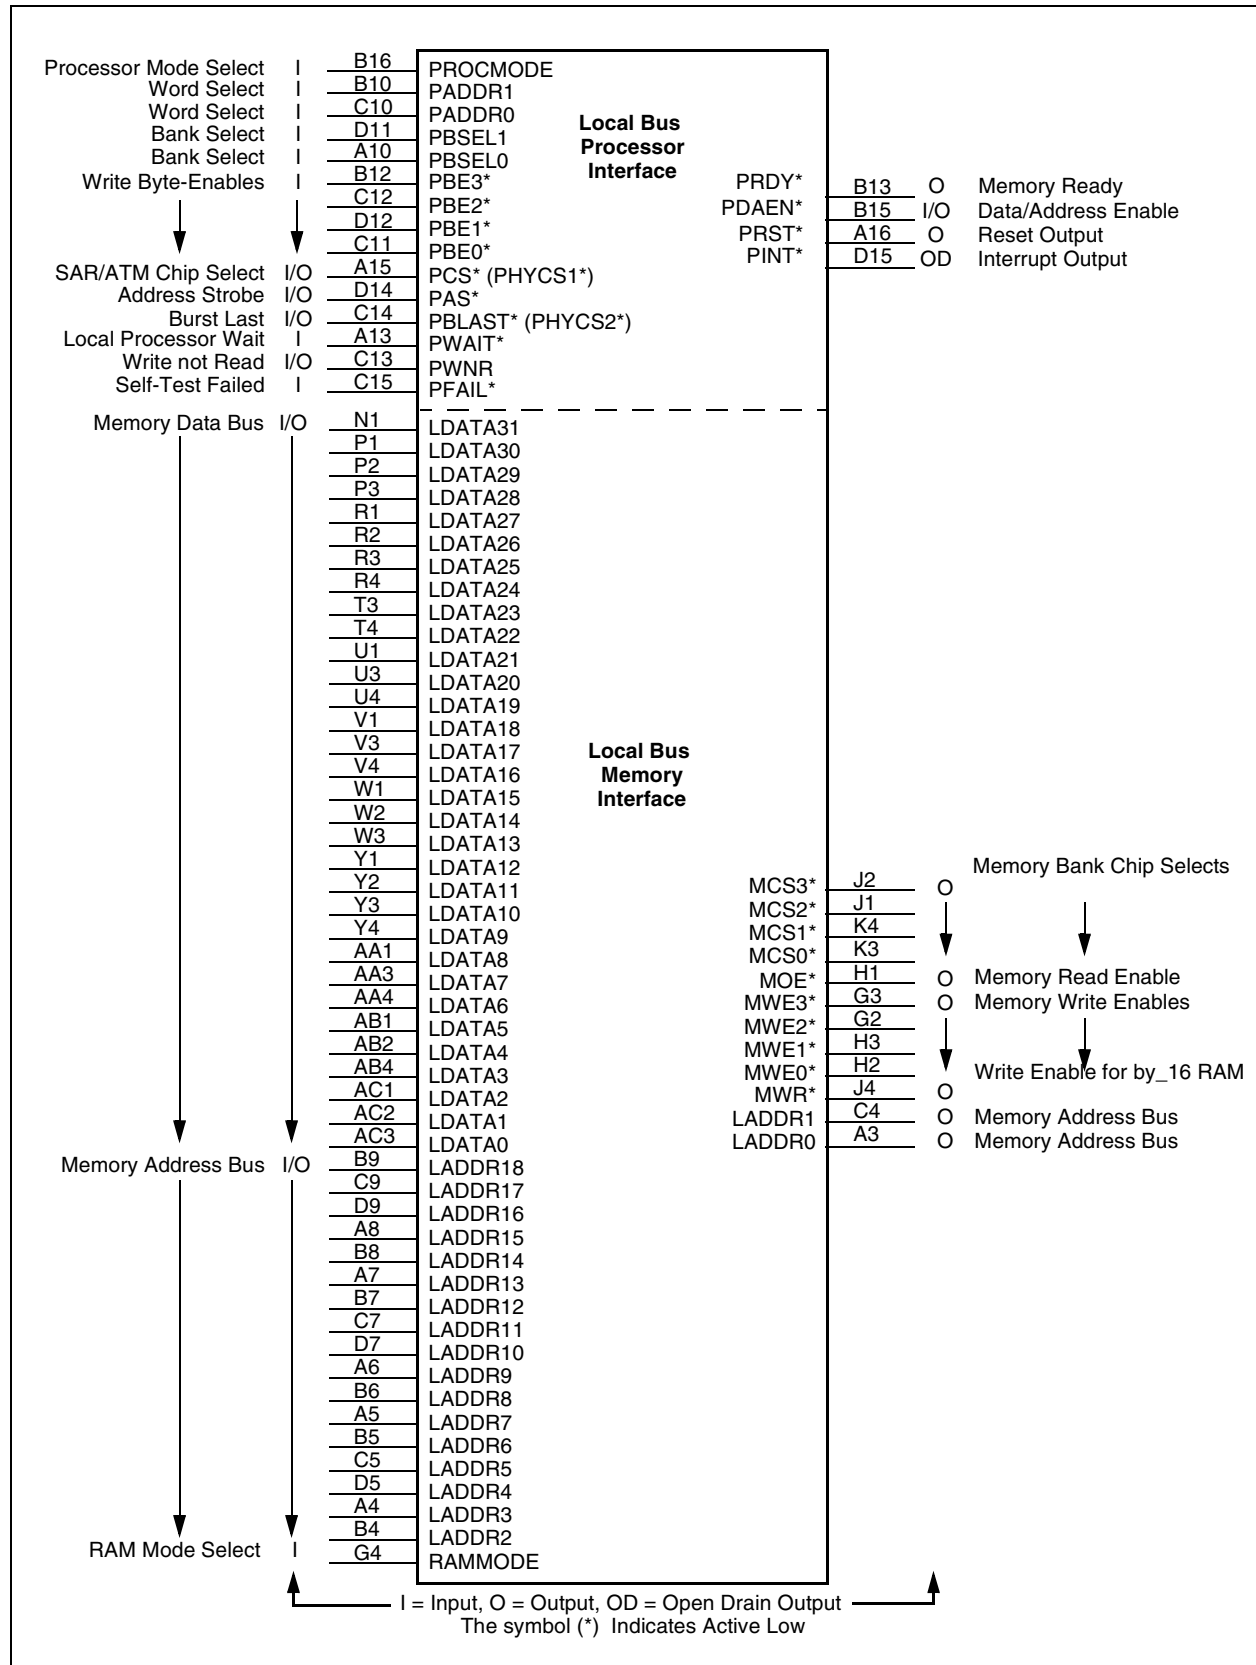 Processor Mode Select I B16 PROCMODE
Word Select I B10 PADDR1
Word Select I C10 PADDR0
Bank Select I D11 PBSEL1
Bank Select I A10 PBSEL0
Write Byte-Enables I B12 PBE3*
C12 PBE2*
D12 PBE1*
C11 PBE0*
SAR/ATM Chip Select I/O A15 PCS* (PHYCS1*)
Address Strobe I/O D14 PAS*
Burst Last I/O C14 PBLAST* (PHYCS2*)
Local Processor Wait I A13 PWAIT*
Write not Read I/O C13 PWNR
Self-Test Failed I C15 PFAIL*
Local Bus
Processor
Interface
PRDY* B13 O Memory Ready
PDAEN* B15 I/O Data/Address Enable
PRST* A16 O Reset Output
PINT* D15 OD Interrupt Output
Memory Data Bus I/O N1 LDATA31
P1 LDATA30
P2 LDATA29
P3 LDATA28
R1 LDATA27
R2 LDATA26
R3 LDATA25
R4 LDATA24
T3 LDATA23
T4 LDATA22
U1 LDATA21
U3 LDATA20
U4 LDATA19
V1 LDATA18
V3 LDATA17
V4 LDATA16
W1 LDATA15
W2 LDATA14
W3 LDATA13
Y1 LDATA12
Y2 LDATA11
Y3 LDATA10
Y4 LDATA9
AA1 LDATA8
AA3 LDATA7
AA4 LDATA6
AB1 LDATA5
AB2 LDATA4
AB4 LDATA3
AC1 LDATA2
AC2 LDATA1
AC3 LDATA0
Memory Address Bus I/O B9 LADDR18
C9 LADDR17
D9 LADDR16
A8 LADDR15
B8 LADDR14
A7 LADDR13
B7 LADDR12
C7 LADDR11
D7 LADDR10
A6 LADDR9
B6 LADDR8
A5 LADDR7
B5 LADDR6
C5 LADDR5
D5 LADDR4
A4 LADDR3
B4 LADDR2
RAM Mode Select I G4 RAMMODE
Local Bus
Memory
Interface
MCS3* J2 O Memory Bank Chip Selects
MCS2* J1
MCS1* K4
MCS0* K3
MOE* H1 O Memory Read Enable
MWE3* G3 O Memory Write Enables
MWE2* G2
MWE1* H3
MWE0* H2
MWR* J4 O Write Enable for by_16 RAM
LADDR1 C4 O Memory Address Bus
LADDR0 A3 O Memory Address Bus
I = Input, O = Output, OD = Open Drain Output
The symbol (*) Indicates Active Low